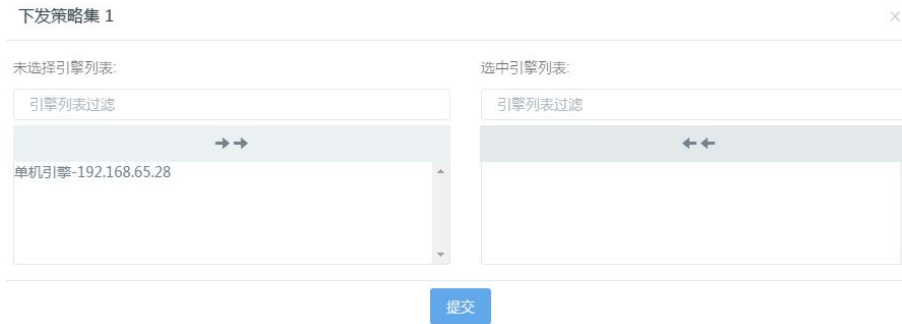 下发策略集 1
未选择引擎列表:
选中引擎列表:
引擎列表过滤
引擎列表过滤
单机引擎-192.168.65.28
提交